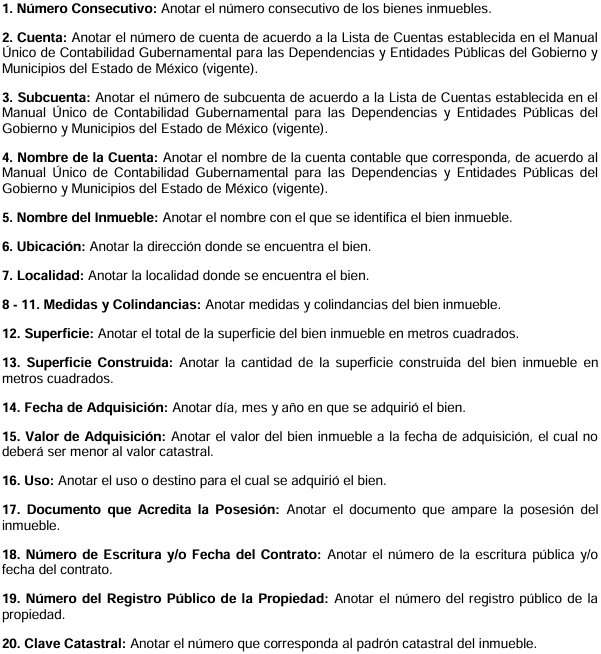 1. Número Consecutivo: Anotar el número consecutivo de los bienes inmuebles.
2. Cuenta: Anotar el número de cuenta de acuerdo a la Lista de Cuentas establecida en el Manual
Único de Contabilidad Gubernamental para las Dependencias y Entidades Públicas del Gobierno y
Municipios del Estado de México (vigente).
3. Subcuenta: Anotar el número de subcuenta de acuerdo a la Lista de Cuentas establecida en el
Manual Único de Contabilidad Gubernamental para las Dependencias y Entidades Públicas del
Gobierno y Municipios del Estado de México (vigente).
4. Nombre de la Cuenta: Anotar el nombre de la cuenta contable que corresponda, de acuerdo al
Manual Único de Contabilidad Gubernamental para las Dependencias y Entidades Públicas del
Gobierno y Municipios del Estado de México (vigente).
5. Nombre del Inmueble: Anotar el nombre con el que se identifica el bien inmueble.
6. Ubicación: Anotar la dirección donde se encuentra el bien.
7. Localidad: Anotar la localidad donde se encuentra el bien.
8 - 11. Medidas y Colindancias: Anotar medidas y colindancias del bien inmueble.
12. Superficie: Anotar el total de la superficie del bien inmueble en metros cuadrados.
13. Superficie Construida: Anotar la cantidad de la superficie construida del bien inmueble en
metros cuadrados.
14. Fecha de Adquisición: Anotar día, mes y año en que se adquirió el bien.
15. Valor de Adquisición: Anotar el valor del bien inmueble a la fecha de adquisición, el cual no
deberá ser menor al valor catastral.
16. Uso: Anotar el uso o destino para el cual se adquirió el bien.
17. Documento que Acredita la Posesión: Anotar el documento que ampare la posesión del
inmueble.
18. Número de Escritura y/o Fecha del Contrato: Anotar el número de la escritura pública y/o
fecha del contrato.
19. Número del Registro Público de la Propiedad: Anotar el número del registro público de la
propiedad.
20. Clave Catastral: Anotar el número que corresponda al padrón catastral del inmueble.